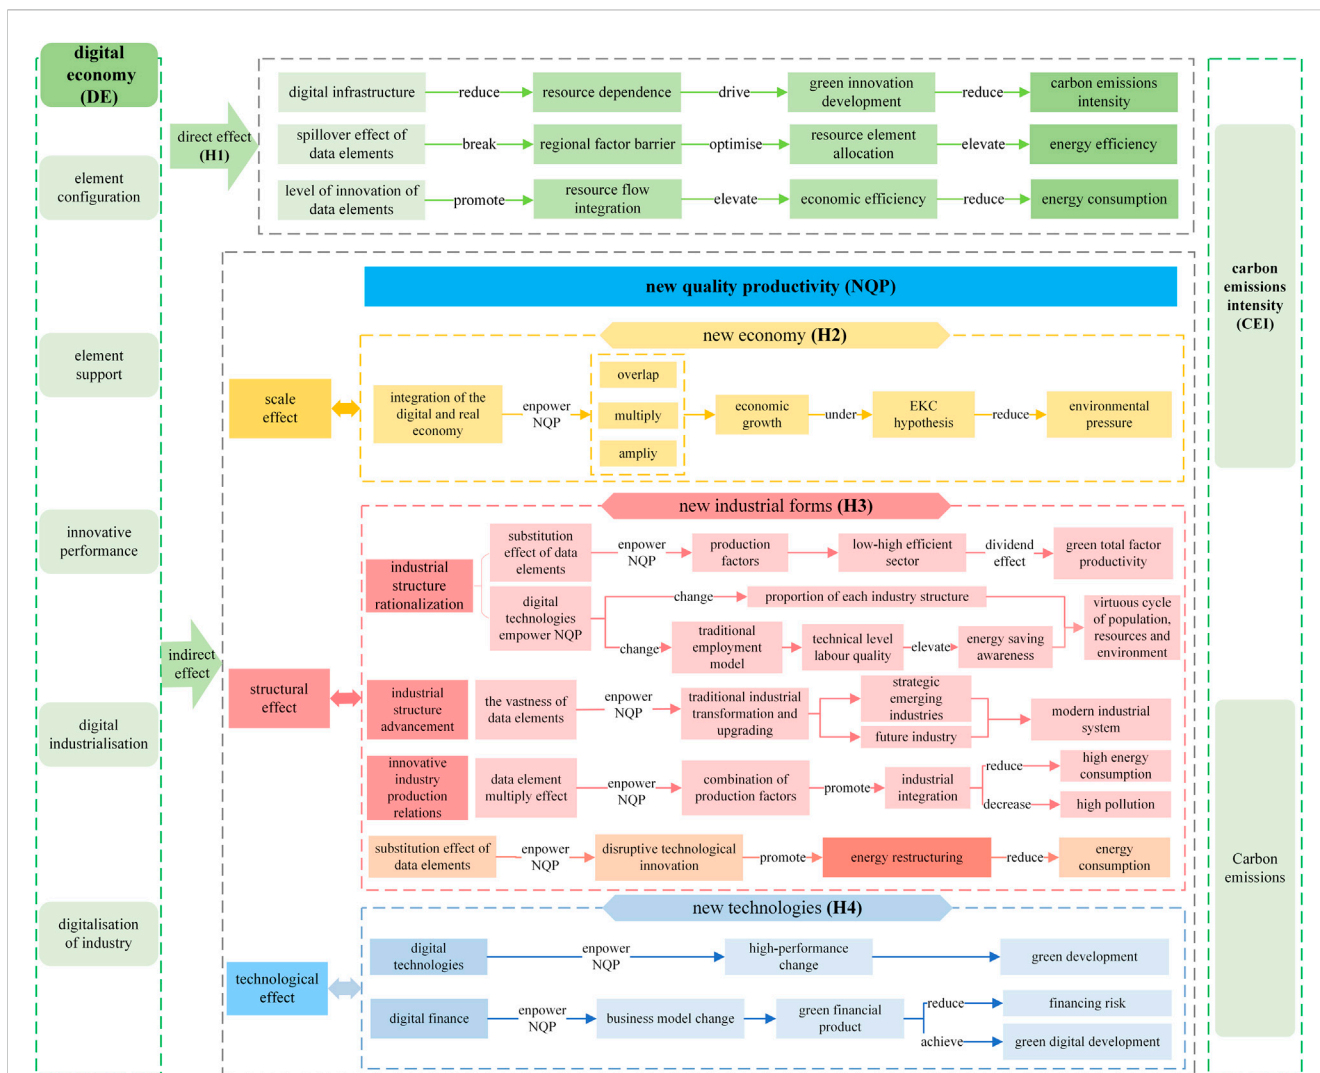 digital
economy
(DE)
element
configuration
element
support
innovative
performance
digital
industrialisation
digitalisation
of industry
direct effect
(H1)
indirect
effect
digital infrastructure
reduce
resource dependence
drive
green innovation
development
reduce
carbon emissions
intensity
spillover effect of
data elements
break
regional factor barrier
optimise
resource element
allocation
elevate
energy efficiency
level of innovation of
data elements
promote
resource flow
integration
elevate
economic efficiency
reduce
energy consumption
new quality productivity (NQP)
scale
effect
new economy (H2)
integration of the
digital and real
economy
enpower
NQP
overlap
multiply
ampliy
economic
growth
under
EKC
hypothesis
reduce
environmental
pressure
structural
effect
new industrial forms (H3)
industrial
structure
rationalization
substitution
effect of data
elements
enpower
NQP
production
factors
low-high efficient
sector
dividend
effect
green total factor
productivity
digital
technologies
empower NQP
change
proportion of each industry structure
change
traditional
employment
model
technical level
labour quality
elevate
energy saving
awareness
virtuous cycle
of population,
resources and
environment
industrial
structure
advancement
the vastness of
data elements
enpower
NQP
traditional industrial
transformation and
upgrading
strategic
emerging
industries
future industry
modern industrial
system
innovative
industry
production
relations
data element
multiply effect
enpower
NQP
combination of
production factors
promote
industrial
integration
reduce
high energy
consumption
decrease
high pollution
substitution effect of
data elements
enpower
NQP
disruptive technological
innovation
promote
energy restructuring
reduce
energy
consumption
technological
effect
new technologies (H4)
digital
technologies
enpower
NQP
high-performance
change
green development
digital finance
enpower
NQP
business model change
green financial
product
reduce
financing risk
achieve
green digital development
carbon
emissions
intensity
(CEI)
Carbon
emissions